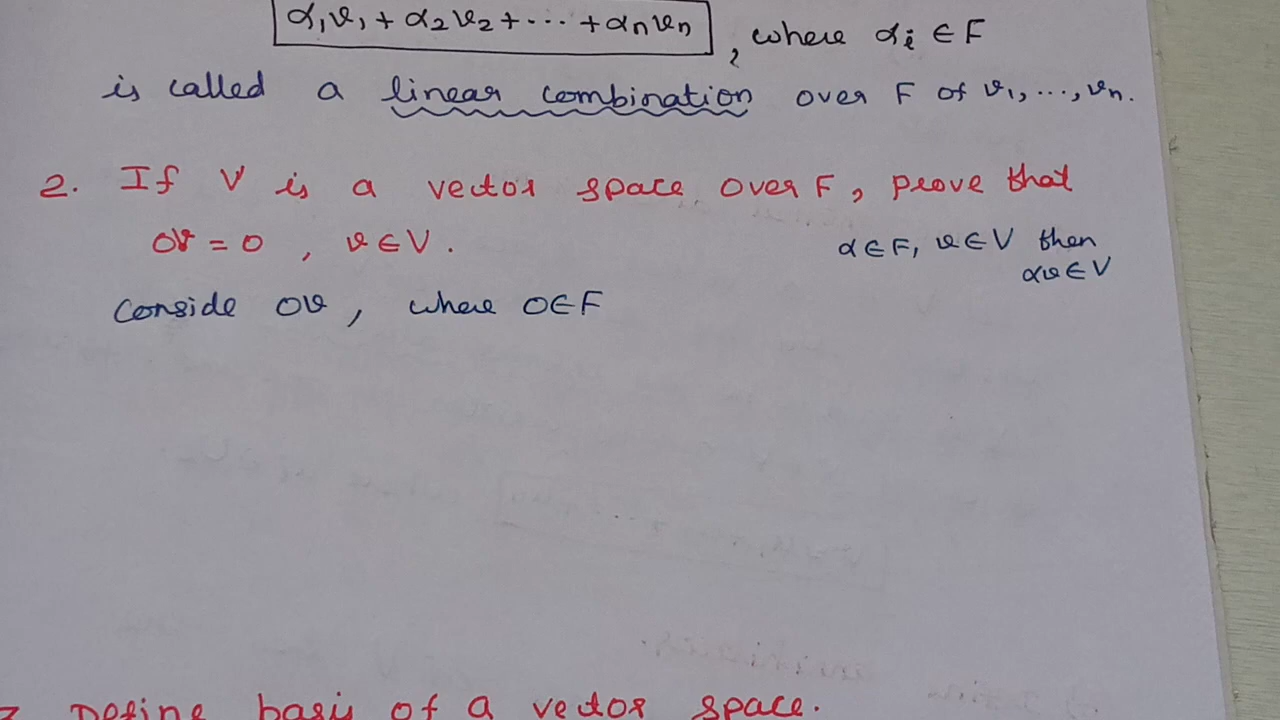 α₁v₁ + α₂v₂ + ··· + αₙvₙ , where αᵢ ∈ F
is called a linear combination over F of v₁, ..., vₙ.
2. If V is a vector space over F, prove that
0v = 0 , v ∈ V.
α ∈ F, v ∈ V then
αv ∈ V
Conside 0v , where 0 ∈ F
Define basis of a vector space.